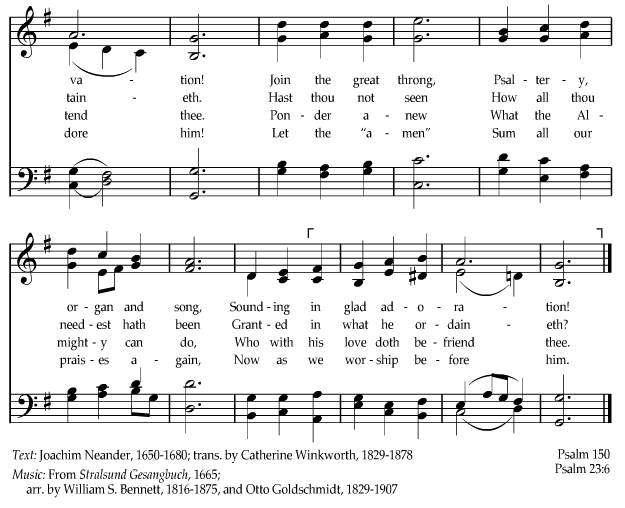 va - tion! Join the great throng, Psal - ter - y,
tain - eth. Hast thou not seen How all thou
tend thee. Pon - der a - new What the Al -
dore him! Let the “a - men” Sum all our
or - gan and song, Sound - ing in glad ad - o - ra - tion!
need - est hath been Grant - ed in what he or - dain - eth?
might - y can do, Who with his love doth be - friend thee.
prais - es a - gain, Now as we wor - ship be - fore him.
Text: Joachim Neander, 1650-1680; trans. by Catherine Winkworth, 1829-1878
Psalm 150
Psalm 23:6
Music: From Stralsund Gesangbuch, 1665;
arr. by William S. Bennett, 1816-1875, and Otto Goldschmidt, 1829-1907